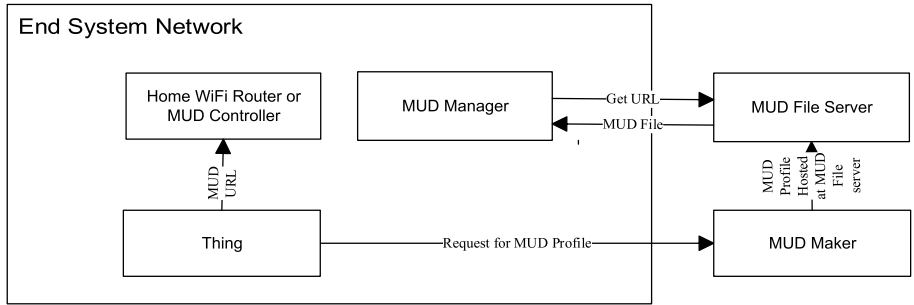 End System Network
Home WiFi Router or
MUD Controller
MUD Manager
Get URL
MUD File
MUD File Server
MUD
URL
MUD
Profile
Hosted
at MUD
File
server
Thing
Request for MUD Profile
MUD Maker